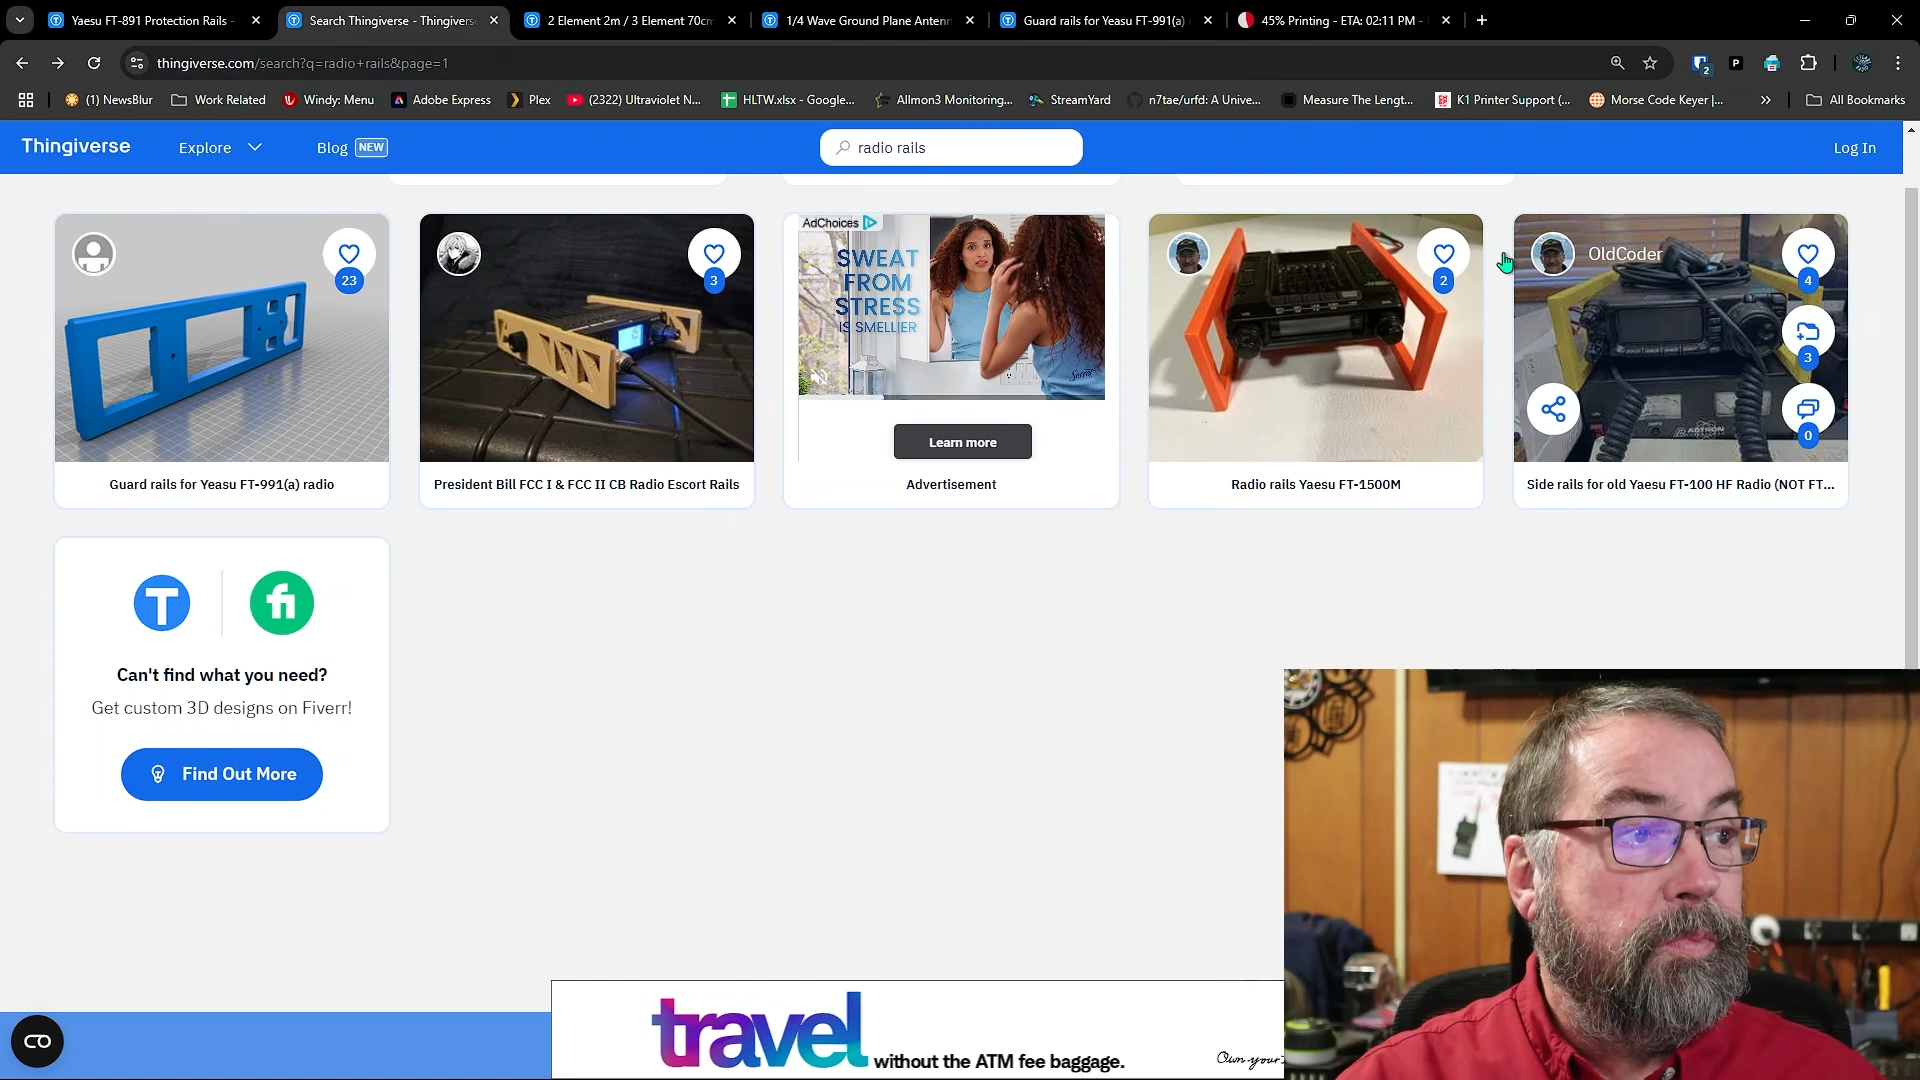 Yaesu FT-891 Protection Rails -
Search Thingiverse - Thingivers
2 Element 2m / 3 Element 70cm
1/4 Wave Ground Plane Antenn
Guard rails for Yeasu FT-991(a)
45% Printing - ETA: 02:11 PM -
thingiverse.com/search?q=radio+rails&page=1
2
P
(1) NewsBlur
Work Related
Windy: Menu
Adobe Express
Plex
(2322) Ultraviolet N...
HLTW.xlsx - Google...
Allmon3 Monitoring...
StreamYard
n7tae/urfd: A Unive...
Measure The Lengt...
K1 Printer Support (...
Morse Code Keyer |...
All Bookmarks
Thingiverse
Explore
Blog NEW
radio rails
Log In
23
3
AdChoices
SWEAT
FROM
STRESS
IS SMELLIER
Learn more
2
OldCoder
4
3
0
ASTRON
Guard rails for Yeasu FT-991(a) radio
President Bill FCC I & FCC II CB Radio Escort Rails
Advertisement
Radio rails Yaesu FT-1500M
Side rails for old Yaesu FT-100 HF Radio (NOT FT...
T
fi
Can't find what you need?
Get custom 3D designs on Fiverr!
Find Out More
travel without the ATM fee baggage.
Own your